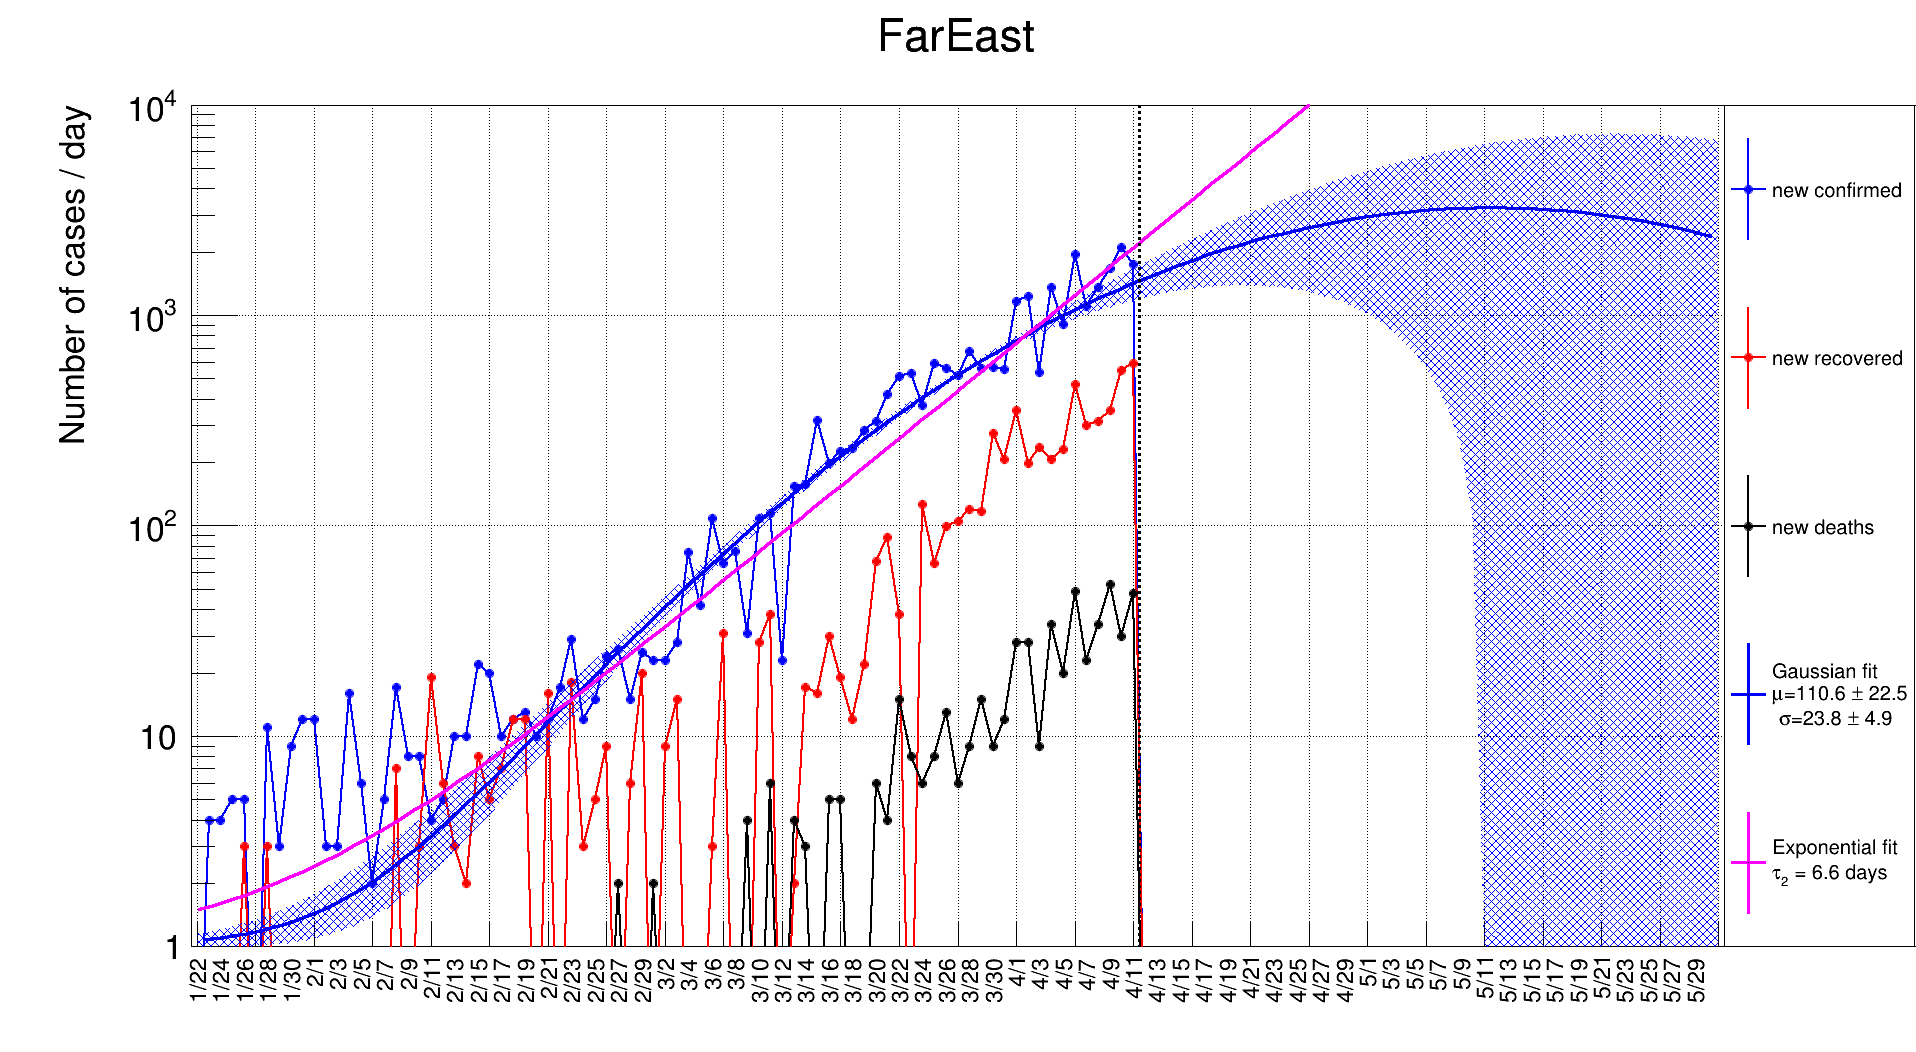 FarEast
Number of cases / day
10⁴
10³
10²
10
1
1/22 1/24 1/26 1/28 1/30 2/1 2/3 2/5 2/7 2/9 2/11 2/13 2/15 2/17 2/19 2/21 2/23 2/25 2/27 2/29 3/2 3/4 3/6 3/8 3/10 3/12 3/14 3/16 3/18 3/20 3/22 3/24 3/26 3/28 3/30 4/1 4/3 4/5 4/7 4/9 4/11 4/13 4/15 4/17 4/19 4/21 4/23 4/25 4/27 4/29 5/1 5/3 5/5 5/7 5/9 5/11 5/13 5/15 5/17 5/19 5/21 5/23 5/25 5/27 5/29
new confirmed
new recovered
new deaths
Gaussian fit
μ=110.6 ± 22.5
σ=23.8 ± 4.9
Exponential fit
τ₂ = 6.6 days